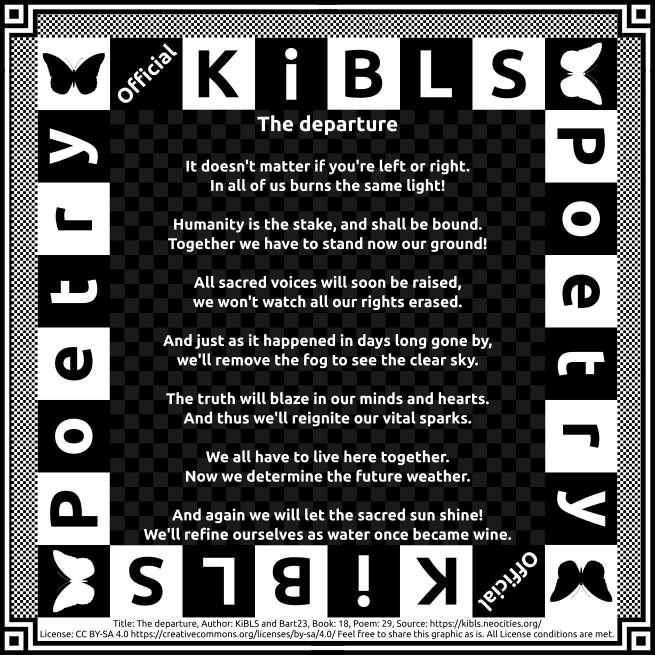 Official KiBLS
Poetry
Poetry
The departure
It doesn't matter if you're left or right.
In all of us burns the same light!
Humanity is the stake, and shall be bound.
Together we have to stand now our ground!
All sacred voices will soon be raised,
we won't watch all our rights erased.
And just as it happened in days long gone by,
we'll remove the fog to see the clear sky.
The truth will blaze in our minds and hearts.
And thus we'll reignite our vital sparks.
We all have to live here together.
Now we determine the future weather.
And again we will let the sacred sun shine!
We'll refine ourselves as water once became wine.
Official KiBLS
Title: The departure, Author: KiBLS and Bart23, Book: 18, Poem: 29, Source: https://kibls.neocities.org/
License: CC BY-SA 4.0 https://creativecommons.org/licenses/by-sa/4.0/ Feel free to share this graphic as is. All License conditions are met.